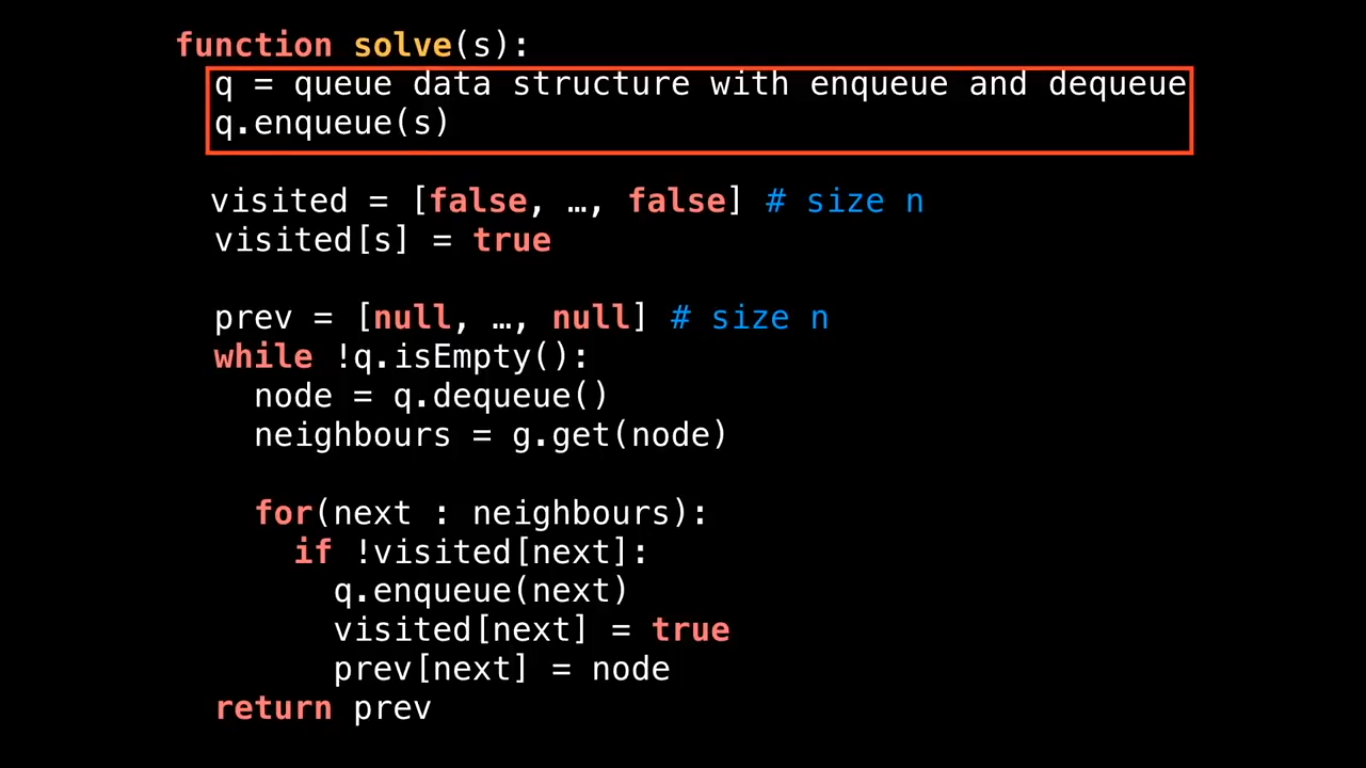 function solve(s):
q = queue data structure with enqueue and dequeue
q.enqueue(s)
visited = [false, …, false] # size n
visited[s] = true
prev = [null, …, null] # size n
while !q.isEmpty():
node = q.dequeue()
neighbours = g.get(node)
for(next : neighbours):
if !visited[next]:
q.enqueue(next)
visited[next] = true
prev[next] = node
return prev